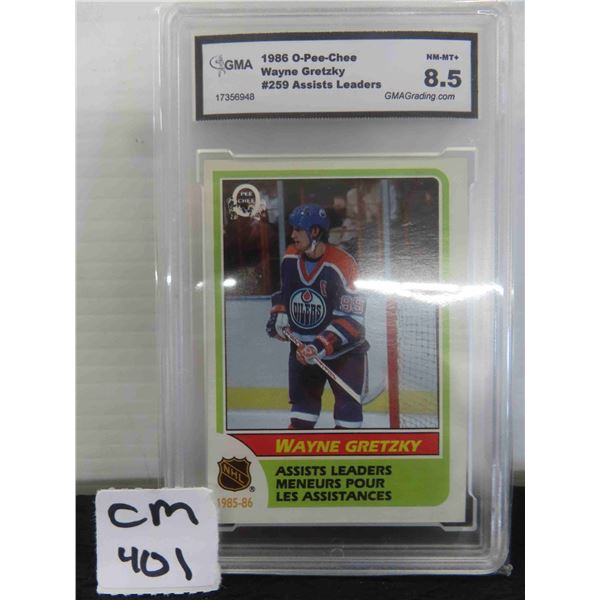 GMA
1986 O-Pee-Chee
Wayne Gretzky
#259 Assists Leaders
17356948
NM-MT+
8.5
GMAGrading.com
O
PEE
CHEE
OILERS
C
99
WAYNE GRETZKY
NHL
®
1985-86
ASSISTS LEADERS
MENEURS POUR
LES ASSISTANCES
CM
401